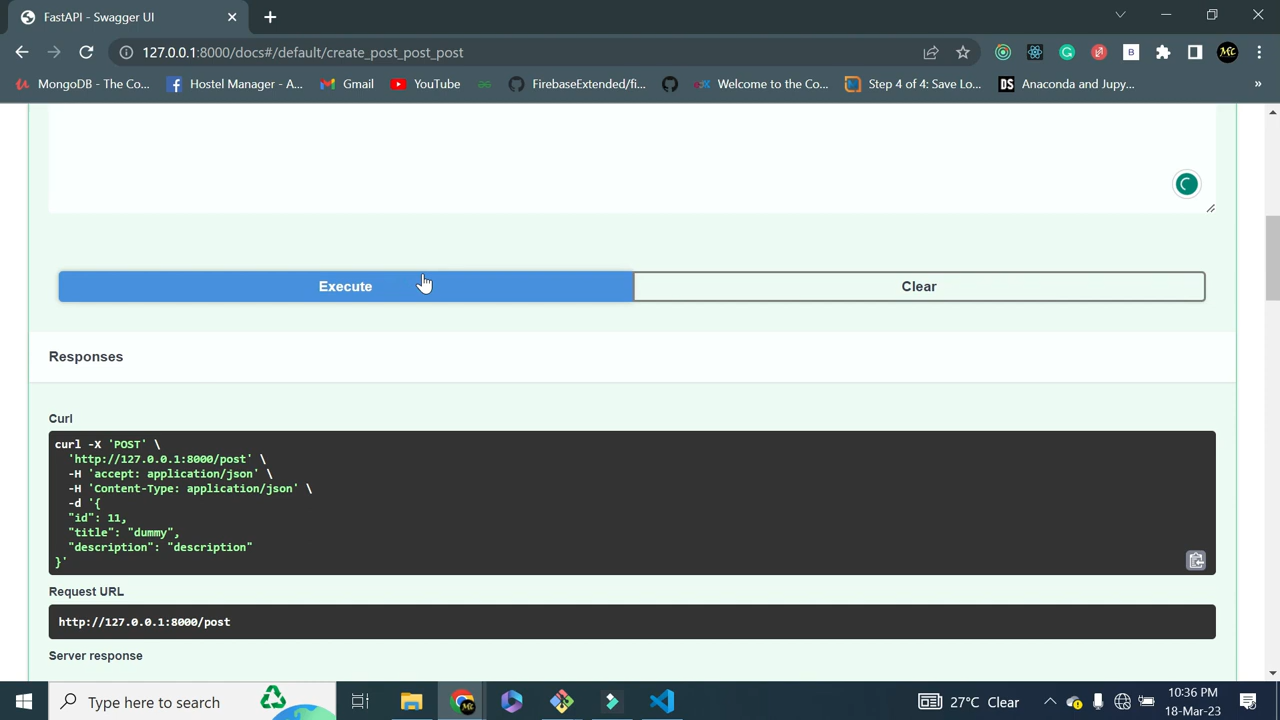 FastAPI - Swagger UI
127.0.0.1:8000/docs#/default/create_post_post_post
MongoDB - The Co...
Hostel Manager - A...
Gmail
YouTube
FirebaseExtended/fi...
Welcome to the Co...
Step 4 of 4: Save Lo...
DS Anaconda and Jupy...
»
Execute
Clear
Responses
Curl
curl -X 'POST' \
'http://127.0.0.1:8000/post' \
-H 'accept: application/json' \
-H 'Content-Type: application/json' \
-d '{
"id": 11,
"title": "dummy",
"description": "description"
}'
Request URL
http://127.0.0.1:8000/post
Server response
Type here to search
27°C Clear
10:36 PM
18-Mar-23